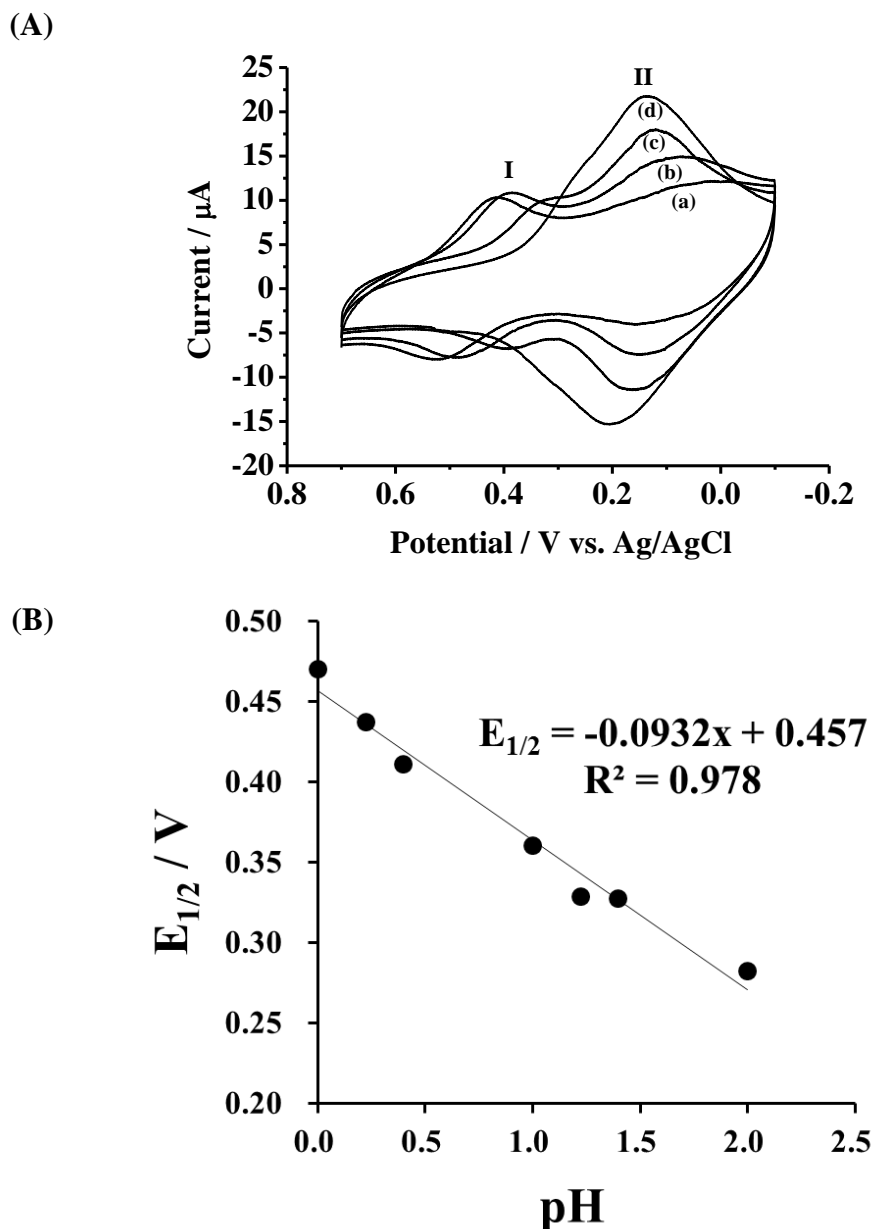 (A)
25
20
15
10
5
0
-5
-10
-15
-20
Current / μA
II
(d)
(c)
I
(b)
(a)
0.8 0.6 0.4 0.2 0.0 -0.2
Potential / V vs. Ag/AgCl
(B)
0.50
0.45
0.40
0.35
0.30
0.25
0.20
E1/2 / V
E1/2 = -0.0932x + 0.457
R² = 0.978
0.0 0.5 1.0 1.5 2.0 2.5
pH